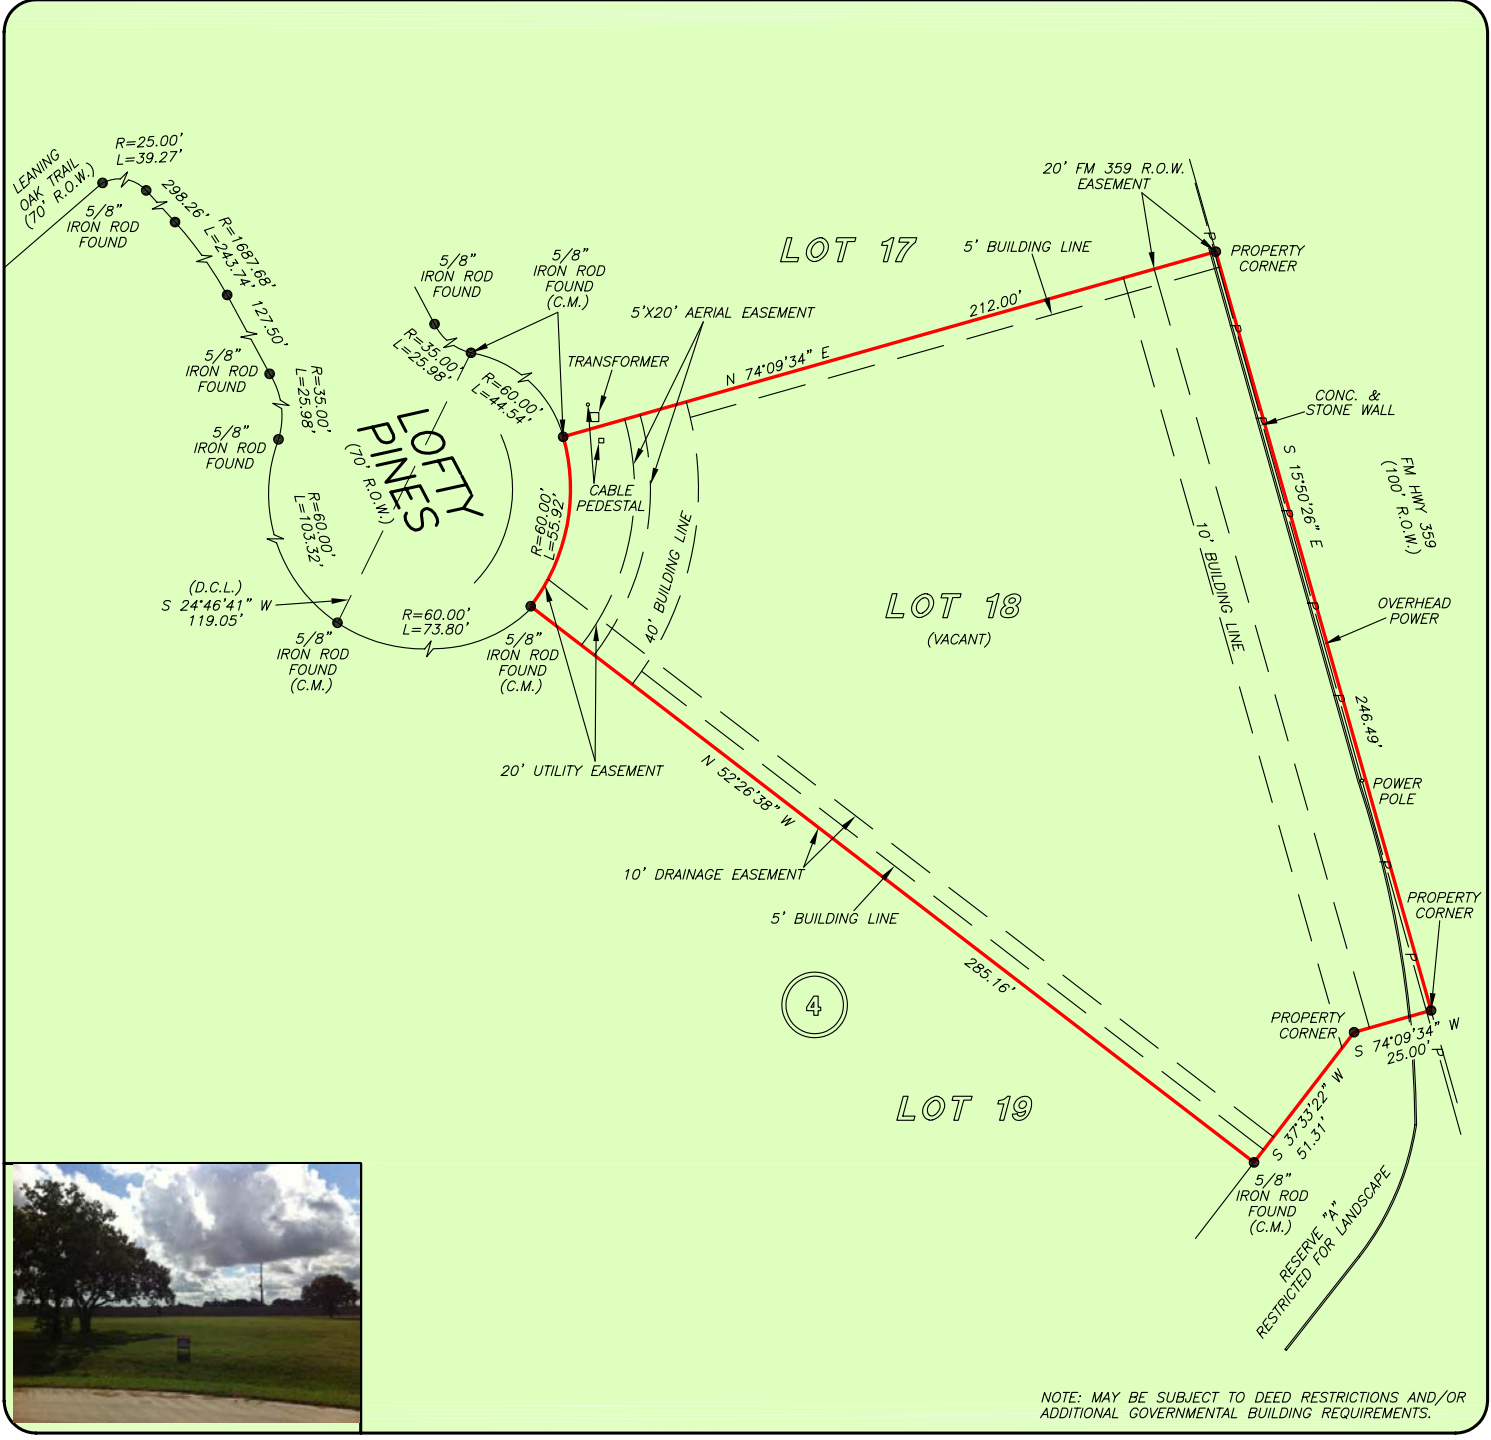 R=25.00'
L=39.27'
LEANING
OAK TRAIL
(70' R.O.W.)
5/8"
IRON ROD
FOUND
298.26'
R=1687.68'
L=243.74'
127.50'
5/8"
IRON ROD
FOUND
R=35.00'
L=25.98'
5/8"
IRON ROD
FOUND
R=60.00'
L=103.32'
(D.C.L.)
S 24°46'41" W
119.05'
5/8"
IRON ROD
FOUND
(C.M.)
R=60.00'
L=73.80'
5/8"
IRON ROD
FOUND
(C.M.)
5/8"
IRON ROD
FOUND
5/8"
IRON ROD
FOUND
(C.M.)
R=35.00'
L=25.98'
R=60.00'
L=44.54'
LOFTY
PINES
(70' R.O.W.)
R=60.00'
L=55.92'
TRANSFORMER
5'X20' AERIAL EASEMENT
CABLE
PEDESTAL
40' BUILDING LINE
20' UTILITY EASEMENT
LOT 17
5' BUILDING LINE
20' FM 359 R.O.W.
EASEMENT
PROPERTY
CORNER
N 74°09'34" E
212.00'
P
P
P
P
P
P
P
P
P
CONC. &
STONE WALL
S 15°50'26" E
246.49'
FM HWY 359
(100' R.O.W.)
10' BUILDING LINE
LOT 18
(VACANT)
OVERHEAD
POWER
POWER
POLE
N 52°26'38" W
285.16'
10' DRAINAGE EASEMENT
5' BUILDING LINE
4
LOT 19
PROPERTY
CORNER
PROPERTY
CORNER
S 74°09'34" W
25.00'
S 37°33'22" W
51.31'
5/8"
IRON ROD
FOUND
(C.M.)
RESERVE "A"
RESTRICTED FOR LANDSCAPE
NOTE: MAY BE SUBJECT TO DEED RESTRICTIONS AND/OR
ADDITIONAL GOVERNMENTAL BUILDING REQUIREMENTS.